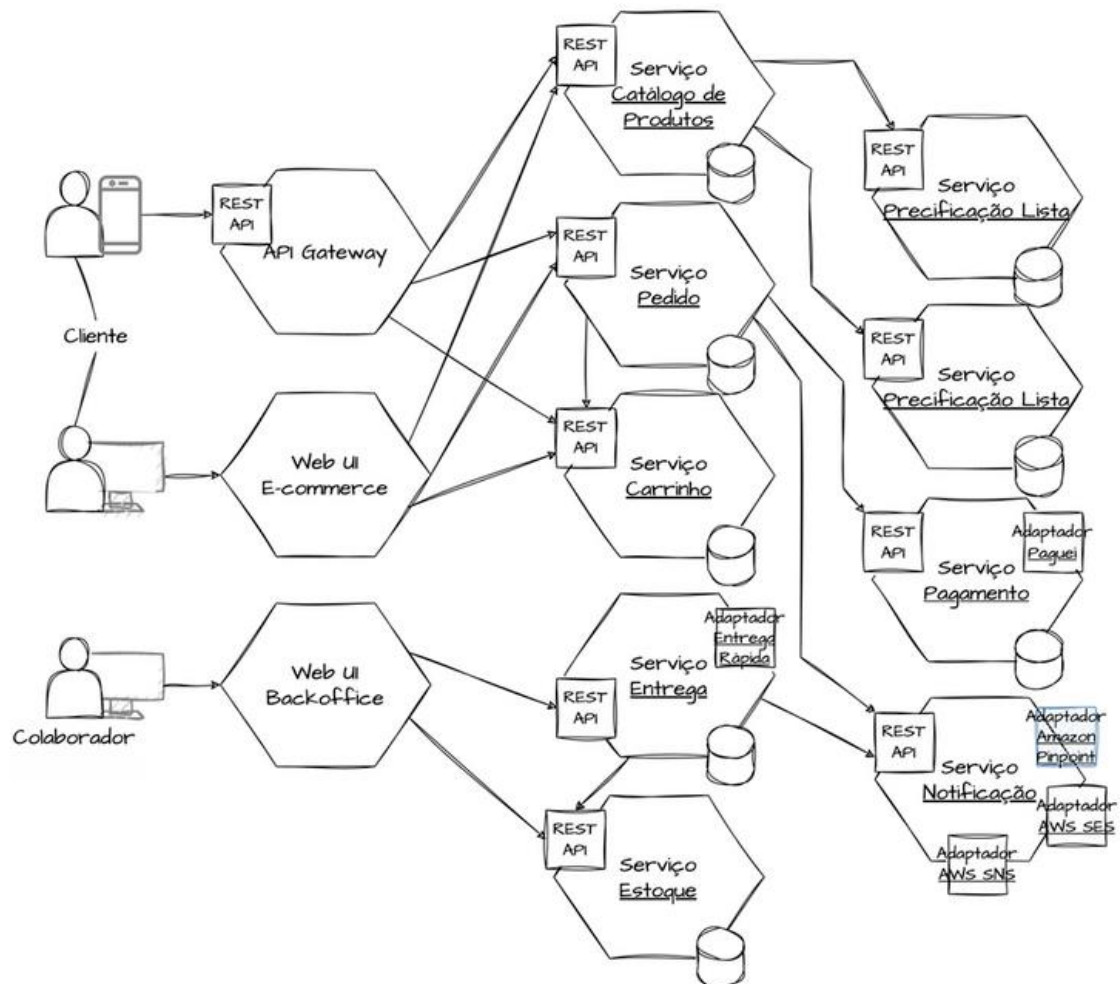 REST
API
Serviço
Catálogo de
Produtos
REST
API
Serviço
Precificação Lista
REST
API
API Gateway
REST
API
Serviço
Pedido
Cliente
REST
API
Serviço
Precificação Lista
Web UI
E-commerce
REST
API
Serviço
Carrinho
REST
API
Adaptador
Paguei
Serviço
Pagamento
Web UI
Backoffice
Colaborador
Adaptador
Entrega
Rápida
REST
API
Serviço
Entrega
REST
API
Adaptador
Amazon
Pinpoint
Serviço
Notificação
Adaptador
AWS SES
Adaptador
AWS SNS
REST
API
Serviço
Estoque